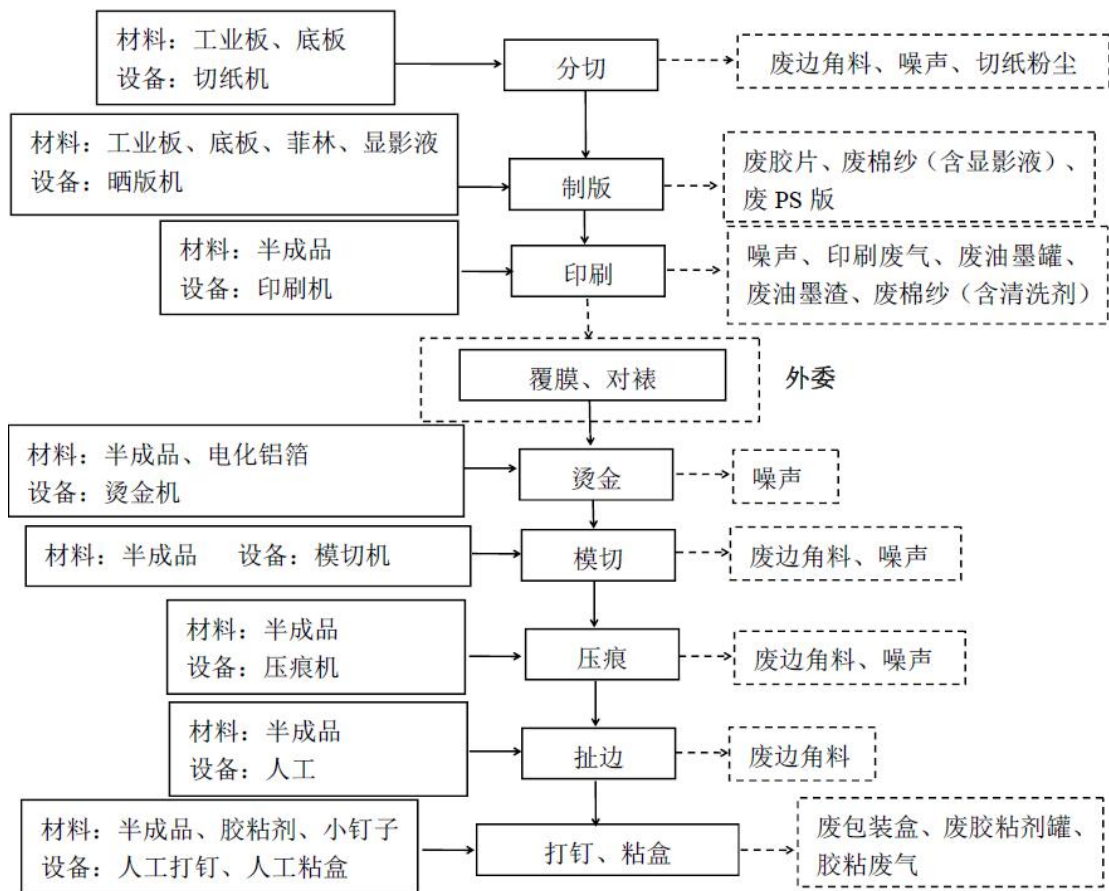 材料：工业板、底板
设备：切纸机
分切
废边角料、噪声、切纸粉尘
材料：工业板、底板、菲林、显影液
设备：晒版机
制版
废胶片、废棉纱（含显影液）、
废 PS 版
材料：半成品
设备：印刷机
印刷
噪声、印刷废气、废油墨罐、
废油墨渣、废棉纱（含清洗剂）
覆膜、对裱
外委
材料：半成品、电化铝箔
设备：烫金机
烫金
噪声
材料：半成品 设备：模切机
模切
废边角料、噪声
材料：半成品
设备：压痕机
压痕
废边角料、噪声
材料：半成品
设备：人工
扯边
废边角料
材料：半成品、胶粘剂、小钉子
设备：人工打钉、人工粘盒
打钉、粘盒
废包装盒、废胶粘剂罐、
胶粘废气